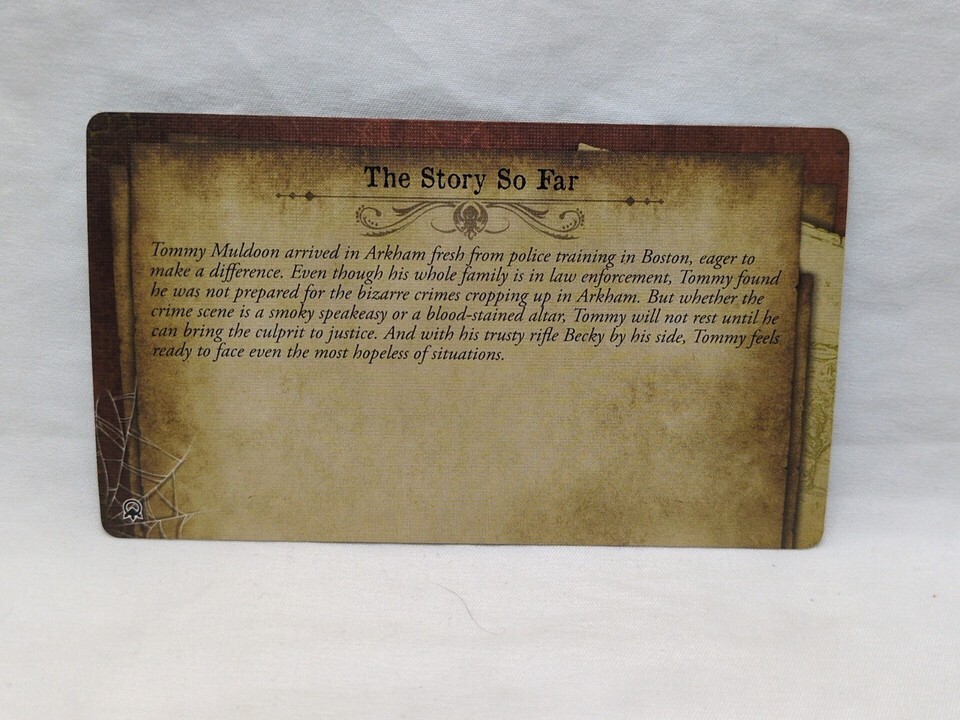 The Story So Far
Tommy Muldoon arrived in Arkham fresh from police training in Boston, eager to
make a difference. Even though his whole family is in law enforcement, Tommy found
he was not prepared for the bizarre crimes cropping up in Arkham. But whether the
crime scene is a smoky speakeasy or a blood-stained altar, Tommy will not rest until he
can bring the culprit to justice. And with his trusty rifle Becky by his side, Tommy feels
ready to face even the most hopeless of situations.